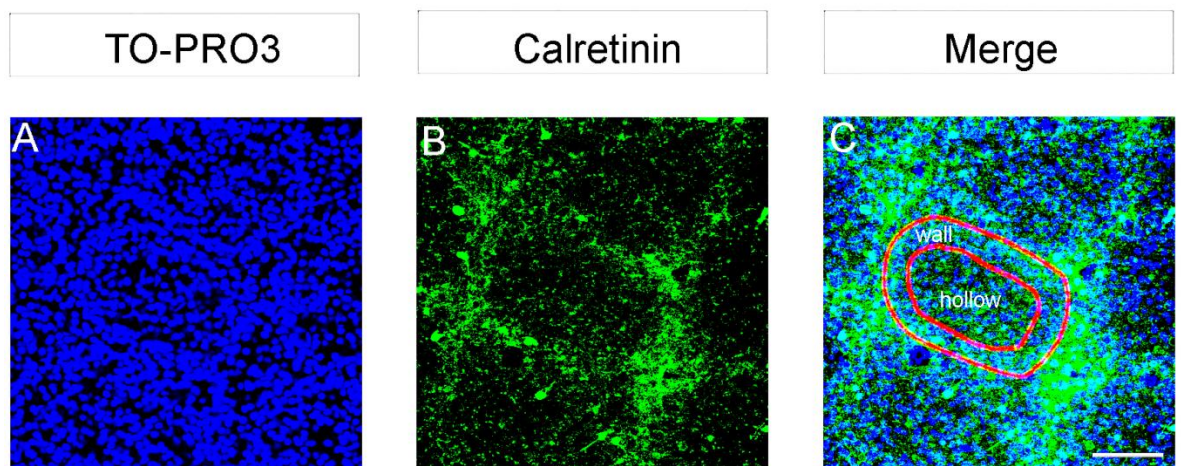 TO-PRO3
Calretinin
Merge
A
B
C
wall
hollow